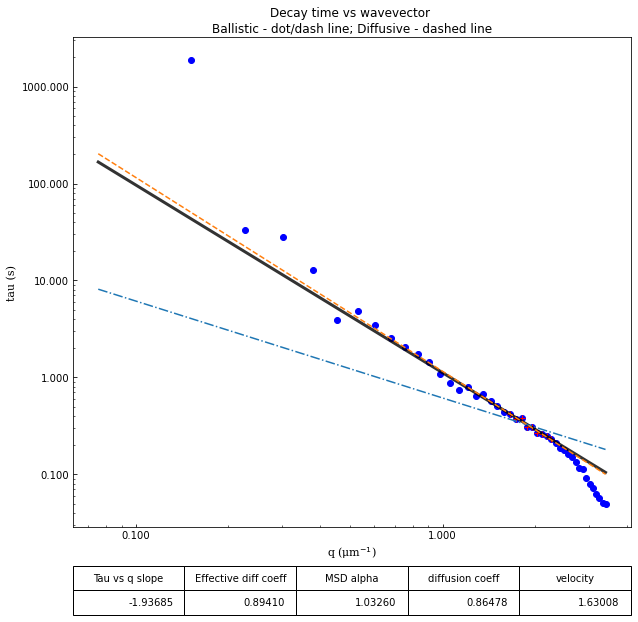 Decay time vs wavevector
Ballistic - dot/dash line; Diffusive - dashed line
1000.000
100.000
10.000
1.000
0.100
tau (s)
0.100 1.000
q (μm⁻¹)
Tau vs q slope Effective diff coeff MSD alpha diffusion coeff velocity
-1.93685 0.89410 1.03260 0.86478 1.63008